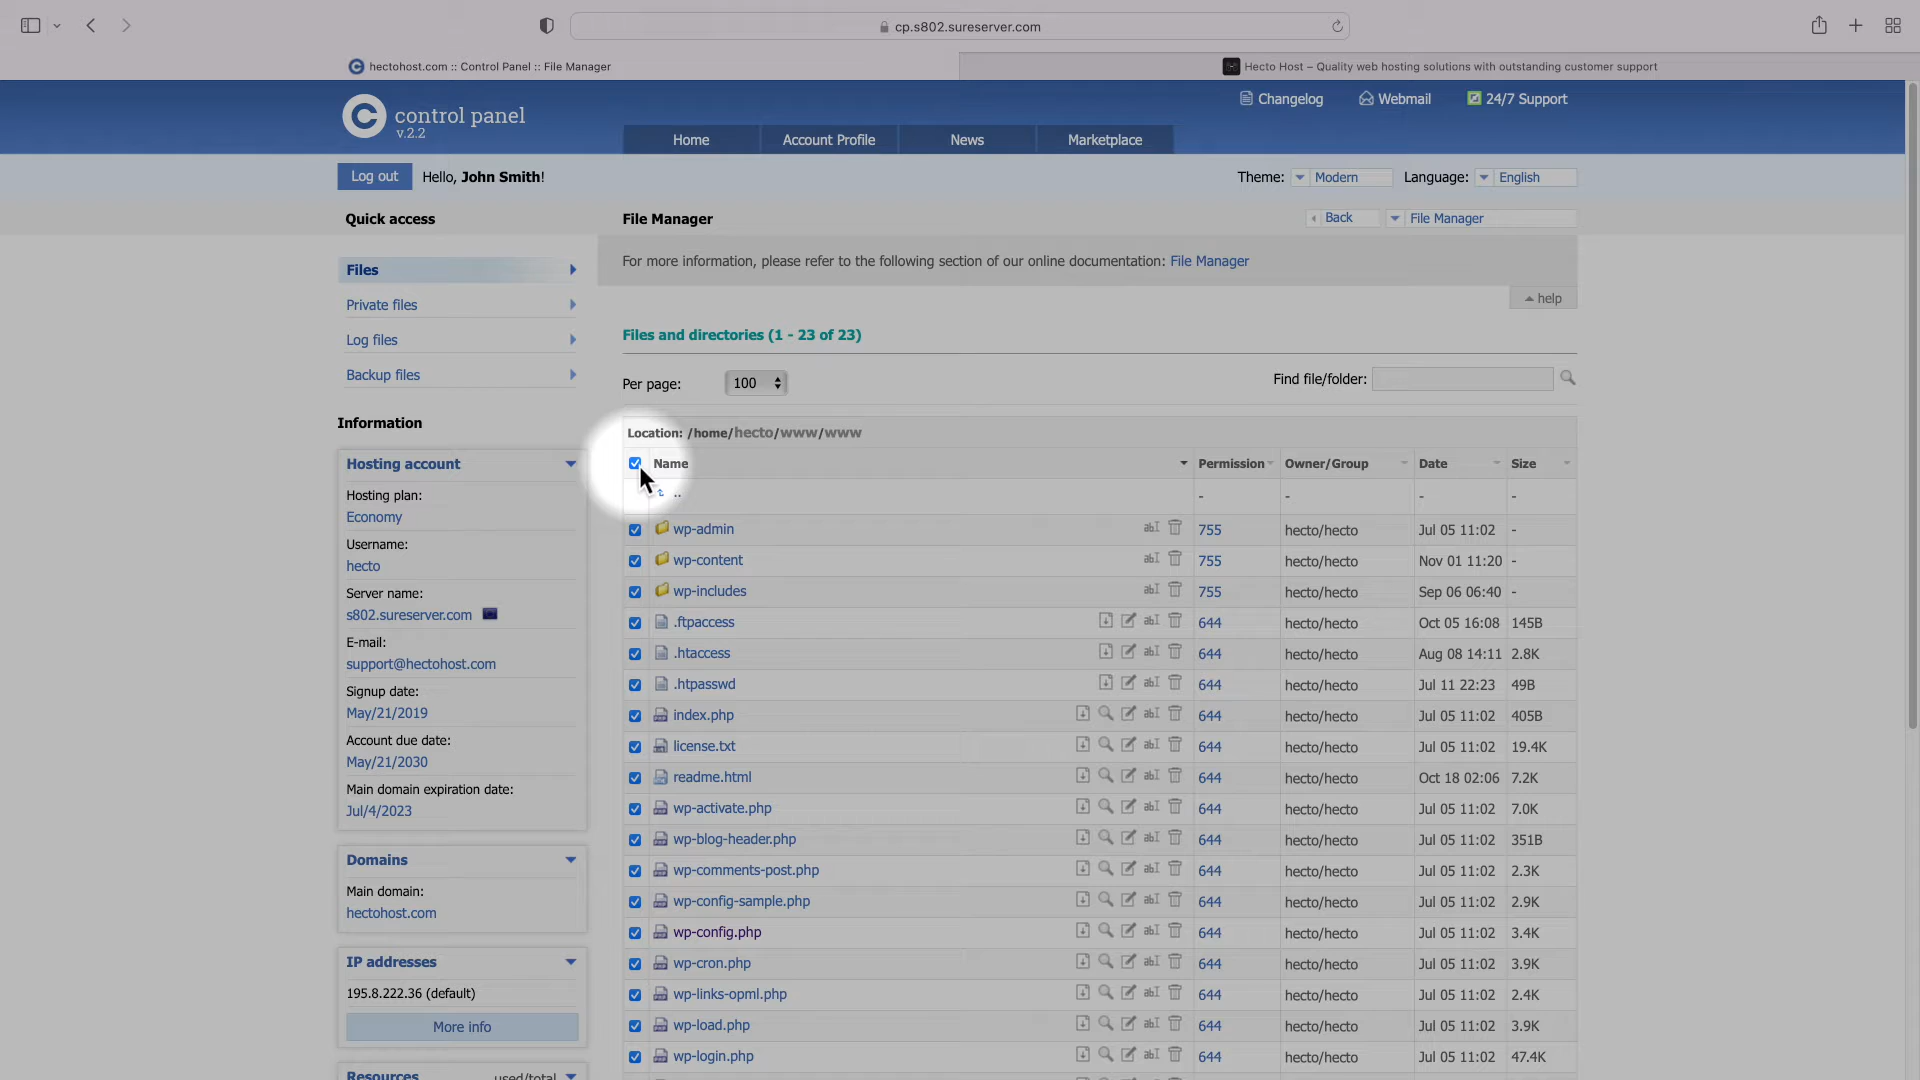 cp.s802.sureserver.com
hectohost.com :: Control Panel :: File Manager
Hecto Host – Quality web hosting solutions with outstanding customer support
control panel
v.2.2
Changelog
Webmail
24/7 Support
Home
Account Profile
News
Marketplace
Log out
Hello, John Smith!
Theme:
Modern
Language:
English
Quick access
File Manager
Back
File Manager
Files
For more information, please refer to the following section of our online documentation: File Manager
help
Private files
Log files
Backup files
Files and directories (1 - 23 of 23)
Per page:
100
Find file/folder:
Information
Hosting account
Hosting plan:
Economy
Username:
hecto
Server name:
s802.sureserver.com
E-mail:
support@hectohost.com
Signup date:
May/21/2019
Account due date:
May/21/2030
Main domain expiration date:
Jul/4/2023
Domains
Main domain:
hectohost.com
IP addresses
195.8.222.36 (default)
More info
Resources used/total
Location: /home/hecto/www/www
Name Permission Owner/Group Date Size
.. - - - -
wp-admin abI 755 hecto/hecto Jul 05 11:02 -
wp-content abI 755 hecto/hecto Nov 01 11:20 -
wp-includes abI 755 hecto/hecto Sep 06 06:40 -
.ftpaccess abI 644 hecto/hecto Oct 05 16:08 145B
.htaccess abI 644 hecto/hecto Aug 08 14:11 2.8K
.htpasswd abI 644 hecto/hecto Jul 11 22:23 49B
index.php abI 644 hecto/hecto Jul 05 11:02 405B
license.txt abI 644 hecto/hecto Jul 05 11:02 19.4K
readme.html abI 644 hecto/hecto Oct 18 02:06 7.2K
wp-activate.php abI 644 hecto/hecto Jul 05 11:02 7.0K
wp-blog-header.php abI 644 hecto/hecto Jul 05 11:02 351B
wp-comments-post.php abI 644 hecto/hecto Jul 05 11:02 2.3K
wp-config-sample.php abI 644 hecto/hecto Jul 05 11:02 2.9K
wp-config.php abI 644 hecto/hecto Jul 05 11:02 3.4K
wp-cron.php abI 644 hecto/hecto Jul 05 11:02 3.9K
wp-links-opml.php abI 644 hecto/hecto Jul 05 11:02 2.4K
wp-load.php abI 644 hecto/hecto Jul 05 11:02 3.9K
wp-login.php abI 644 hecto/hecto Jul 05 11:02 47.4K